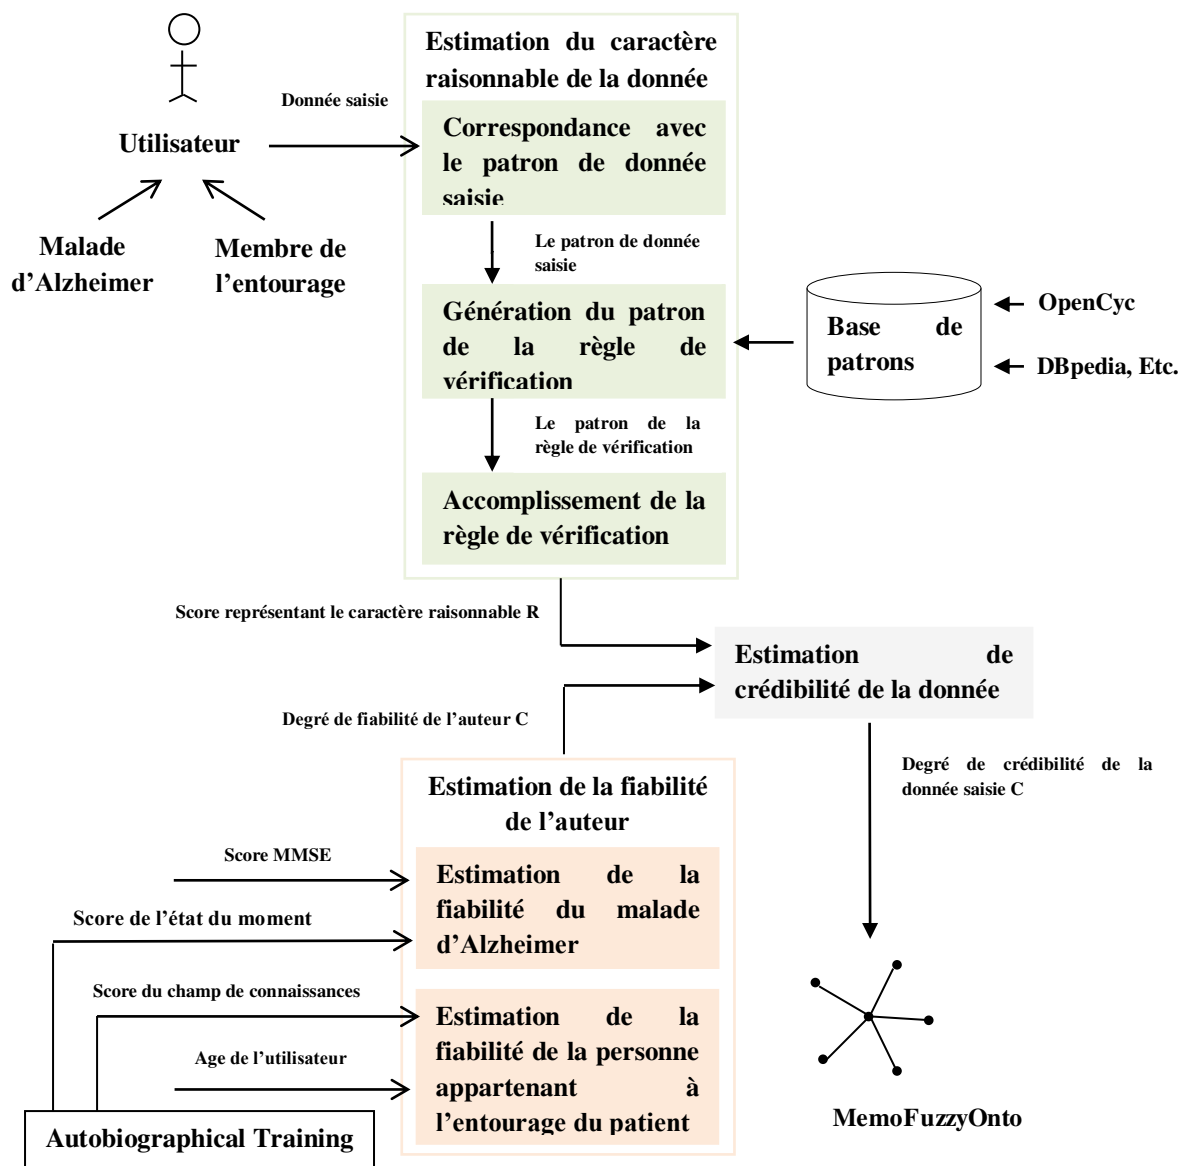 Estimation du caractère
raisonnable de la donnée
Donnée saisie
Utilisateur
Correspondance avec
le patron de donnée
saisie
Malade
d’Alzheimer
Membre de
l’entourage
Le patron de donnée
saisie
Génération du patron
de la règle de
vérification
Base de
patrons
OpenCyc
DBpedia, Etc.
Le patron de la
règle de vérification
Accomplissement de la
règle de vérification
Score représentant le caractère raisonnable R
Estimation de
crédibilité de la donnée
Degré de fiabilité de l’auteur C
Degré de crédibilité de la
donnée saisie C
Estimation de la fiabilité
de l’auteur
Score MMSE
Estimation de la
fiabilité du malade
d’Alzheimer
Score de l’état du moment
Score du champ de connaissances
Estimation de la
fiabilité de la personne
appartenant à
l’entourage du patient
Age de l’utilisateur
Autobiographical Training
MemoFuzzyOnto